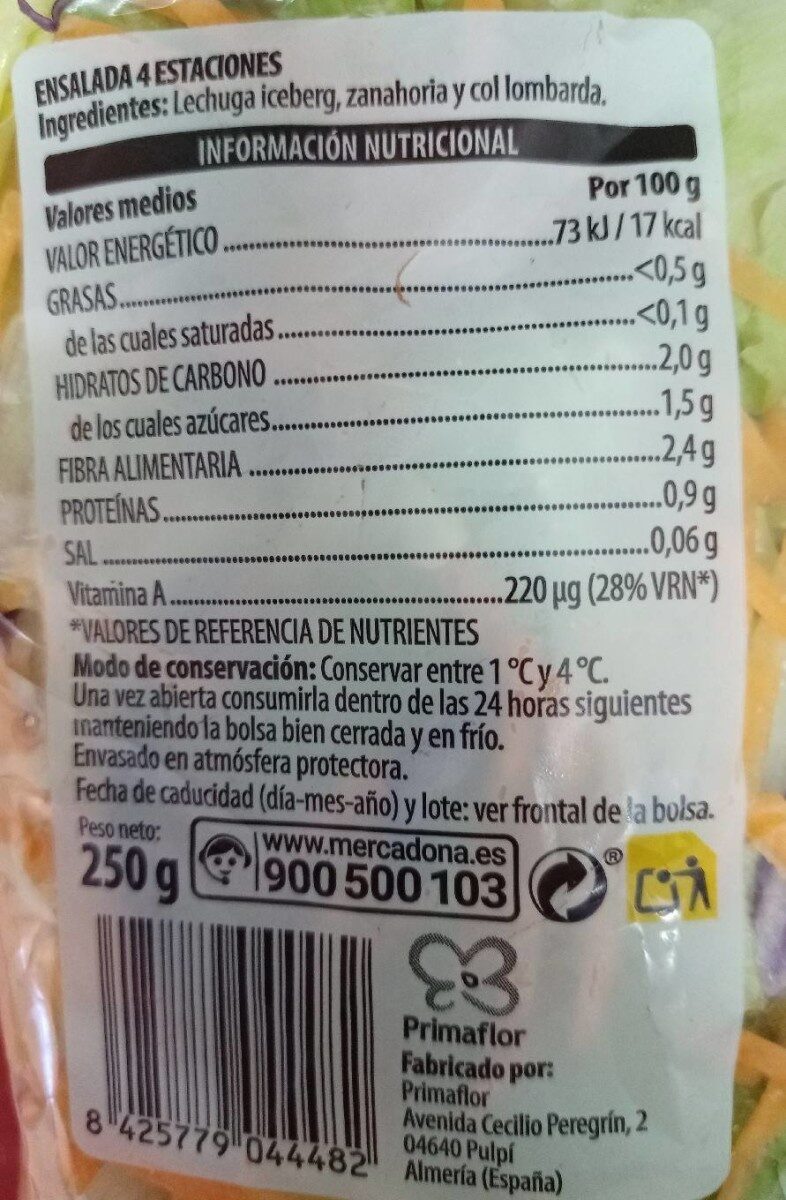 ENSALADA 4 ESTACIONES
Ingredientes: Lechuga iceberg, zanahoria y col lombarda.
INFORMACIÓN NUTRICIONAL
Valores medios Por 100 g
VALOR ENERGÉTICO ........ 73 kJ / 17 kcal
GRASAS ........ <0,5 g
de las cuales saturadas ........ <0,1 g
HIDRATOS DE CARBONO ........ 2,0 g
de los cuales azúcares ........ 1,5 g
FIBRA ALIMENTARIA ........ 2,4 g
PROTEÍNAS ........ 0,9 g
SAL ........ 0,06 g
Vitamina A ........ 220 µg (28% VRN*)
*VALORES DE REFERENCIA DE NUTRIENTES
Modo de conservación: Conservar entre 1 °C y 4 °C.
Una vez abierta consumirla dentro de las 24 horas siguientes
manteniendo la bolsa bien cerrada y en frío.
Envasado en atmósfera protectora.
Fecha de caducidad (día-mes-año) y lote: ver frontal de la bolsa.
Peso neto:
250 g
www.mercadona.es
900 500 103
®
Primaflor
Fabricado por:
Primaflor
Avenida Cecilio Peregrín, 2
04640 Pulpí
Almería (España)
8 425779 044482